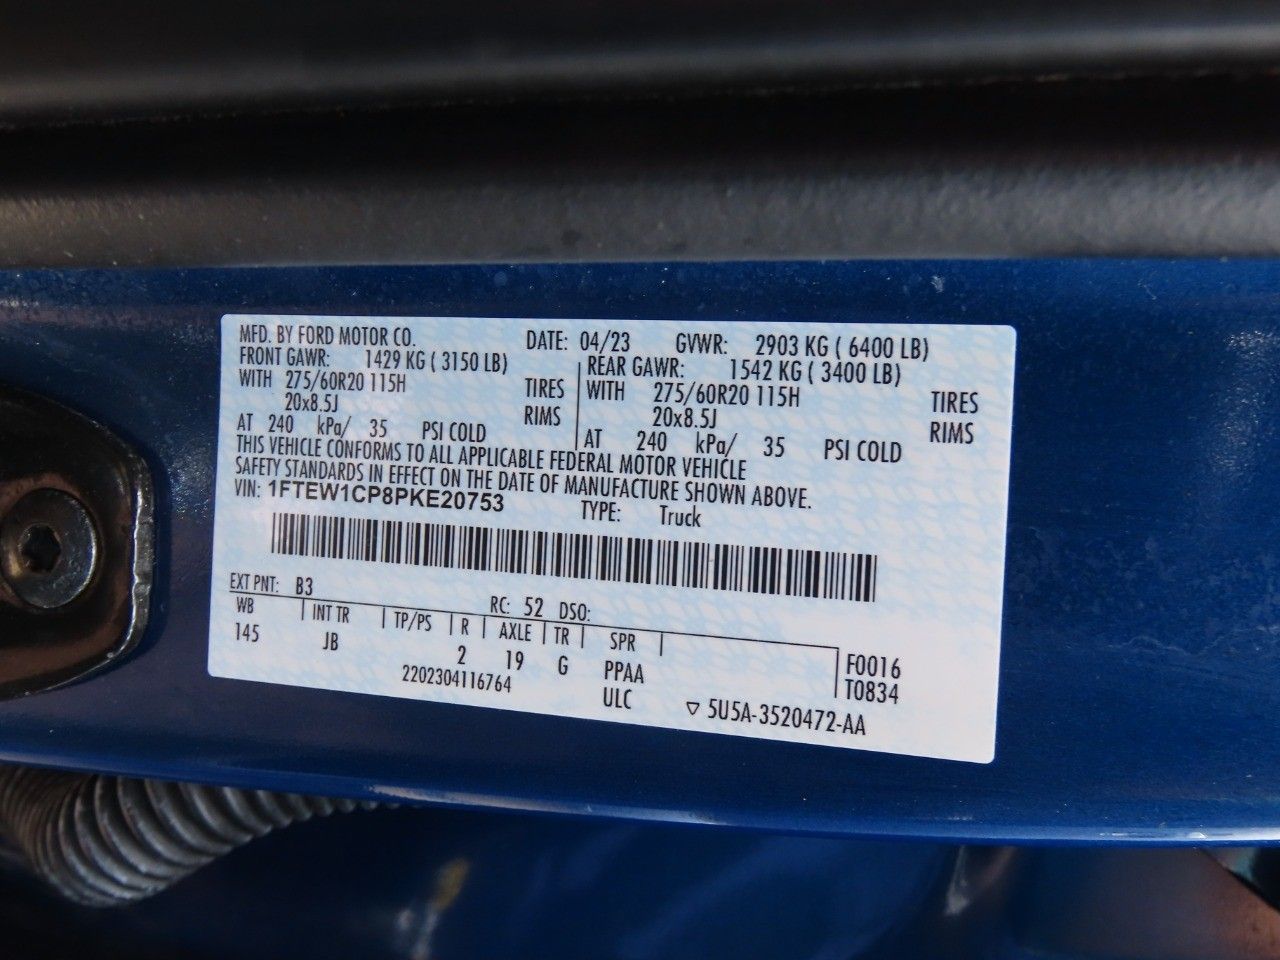 MFD. BY FORD MOTOR CO. DATE: 04/23 GVWR: 2903 KG ( 6400 LB)
FRONT GAWR: 1429 KG ( 3150 LB) REAR GAWR: 1542 KG ( 3400 LB)
WITH 275/60R20 115H TIRES WITH 275/60R20 115H TIRES
20x8.5J RIMS 20x8.5J RIMS
AT 240 kPa/ 35 PSI COLD AT 240 kPa/ 35 PSI COLD
THIS VEHICLE CONFORMS TO ALL APPLICABLE FEDERAL MOTOR VEHICLE
SAFETY STANDARDS IN EFFECT ON THE DATE OF MANUFACTURE SHOWN ABOVE.
VIN: 1FTEW1CP8PKE20753 TYPE: Truck
EXT PNT: B3 RC: 52 DSO:
WB INT TR TP/PS R AXLE TR SPR
145 JB 2 19 G PPAA F0016
2202304116764 ULC T0834
▽ 5U5A-3520472-AA